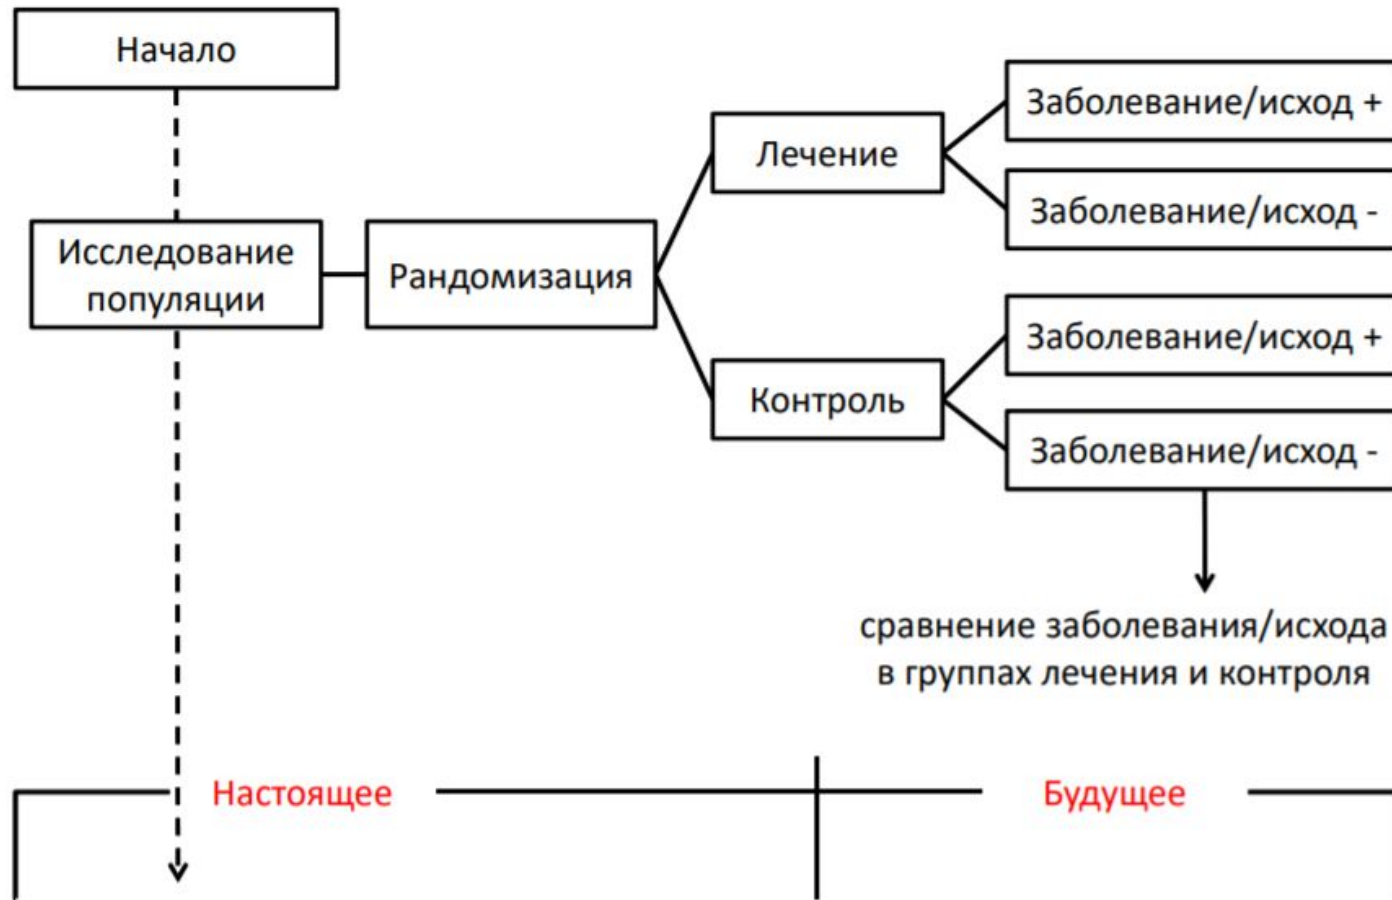 Начало
Исследование
популяции
Рандомизация
Лечение
Контроль
Заболевание/исход +
Заболевание/исход -
Заболевание/исход +
Заболевание/исход -
сравнение заболевания/исхода
в группах лечения и контроля
Настоящее
Будущее